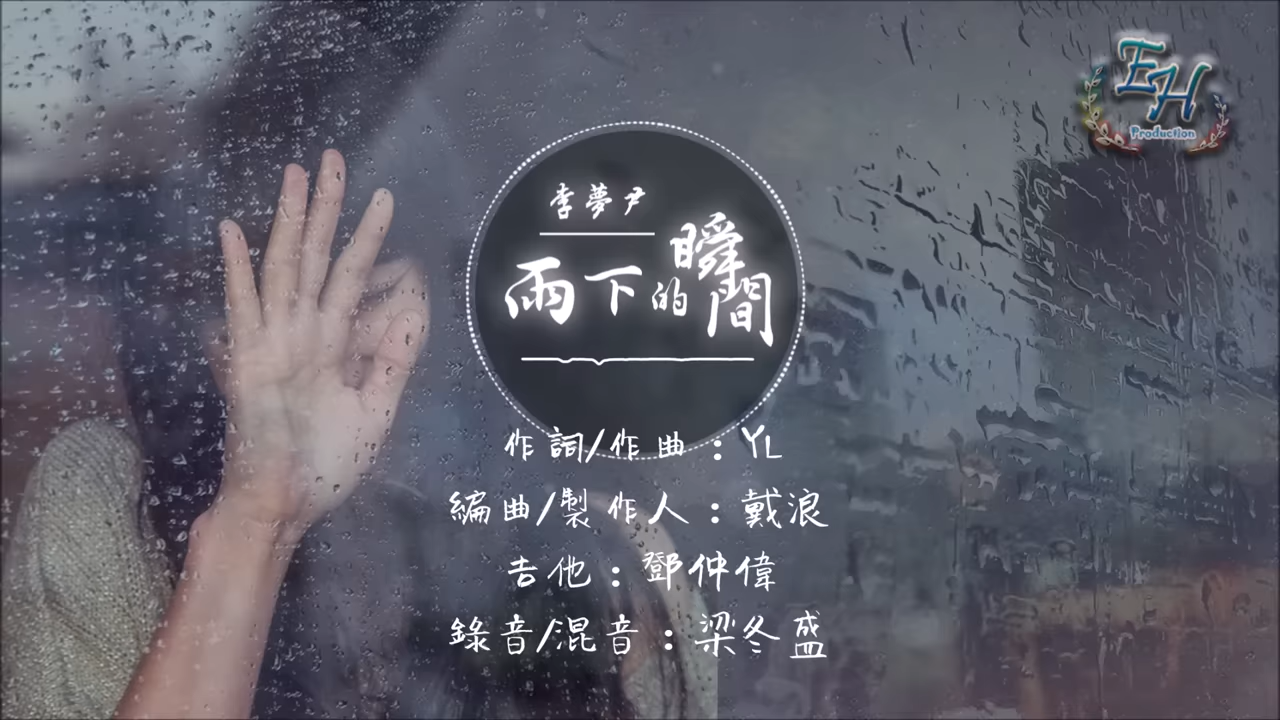 EH
Production
李夢尹
雨下的瞬間
作詞/作曲：YL
編曲/製作人：戴浪
吉他：鄧仲偉
錄音/混音：梁冬盛